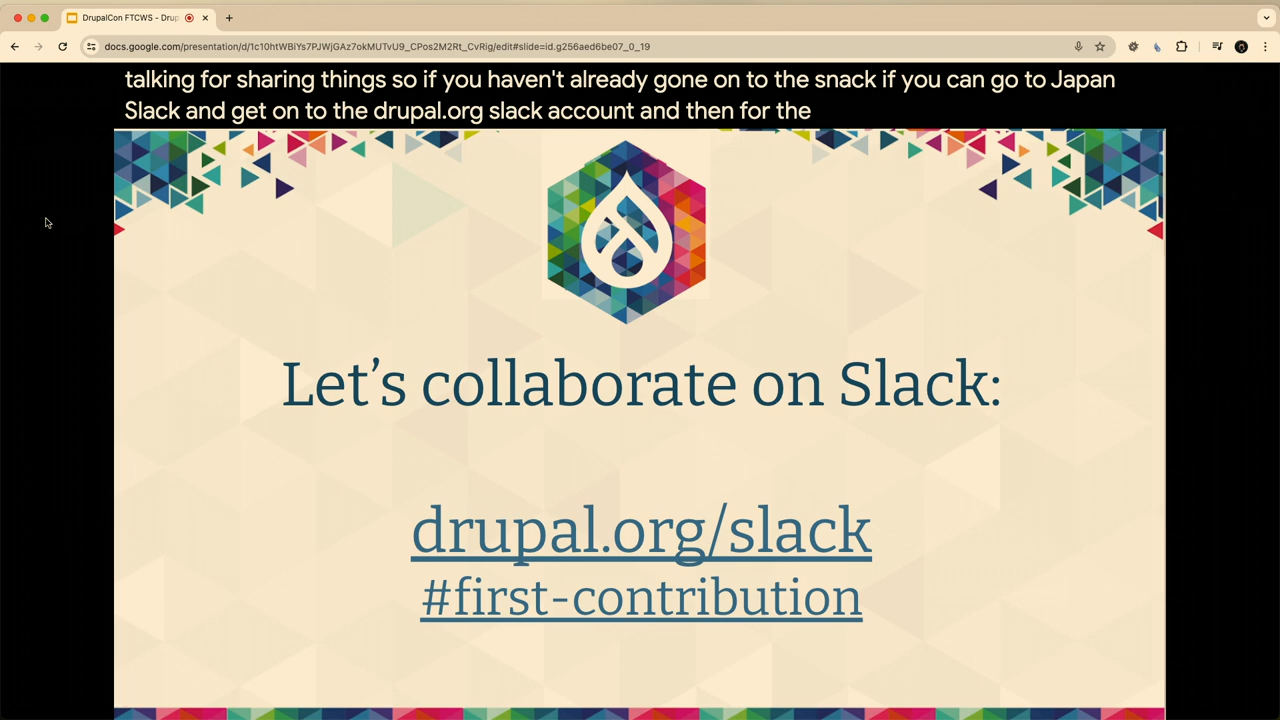 DrupalCon FTCWS - Drup
docs.google.com/presentation/d/1c10htWBiYs7PJWjGAz7okMUTvU9_CPos2M2Rt_CvRig/edit#slide=id.g256aed6be07_0_19
talking for sharing things so if you haven't already gone on to the snack if you can go to Japan
Slack and get on to the drupal.org slack account and then for the
Let's collaborate on Slack:
drupal.org/slack
#first-contribution